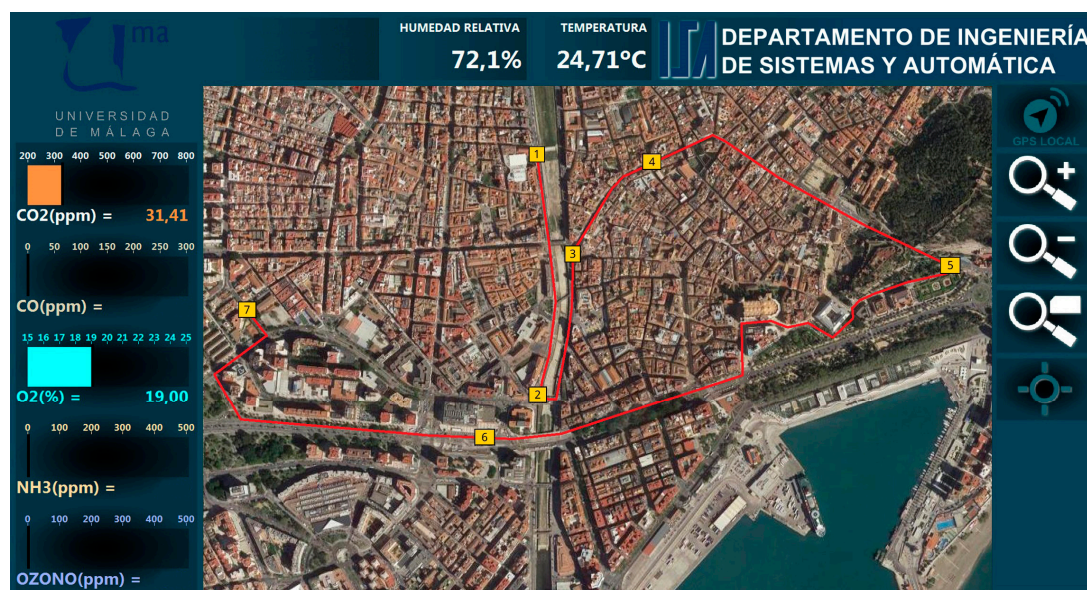 uma
UNIVERSIDAD
DE MÁLAGA
HUMEDAD RELATIVA
72,1%
TEMPERATURA
24,71ºC
ISA
DEPARTAMENTO DE INGENIERÍA
DE SISTEMAS Y AUTOMÁTICA
200 300 400 500 600 700 800
CO2(ppm) = 31,41
0 50 100 150 200 250 300
CO(ppm) =
15 16 17 18 19 20 21 22 23 24 25
O2(%) = 19,00
0 100 200 300 400 500
NH3(ppm) =
0 100 200 300 400 500
OZONO(ppm) =
1
4
3
5
7
2
6
GPS LOCAL